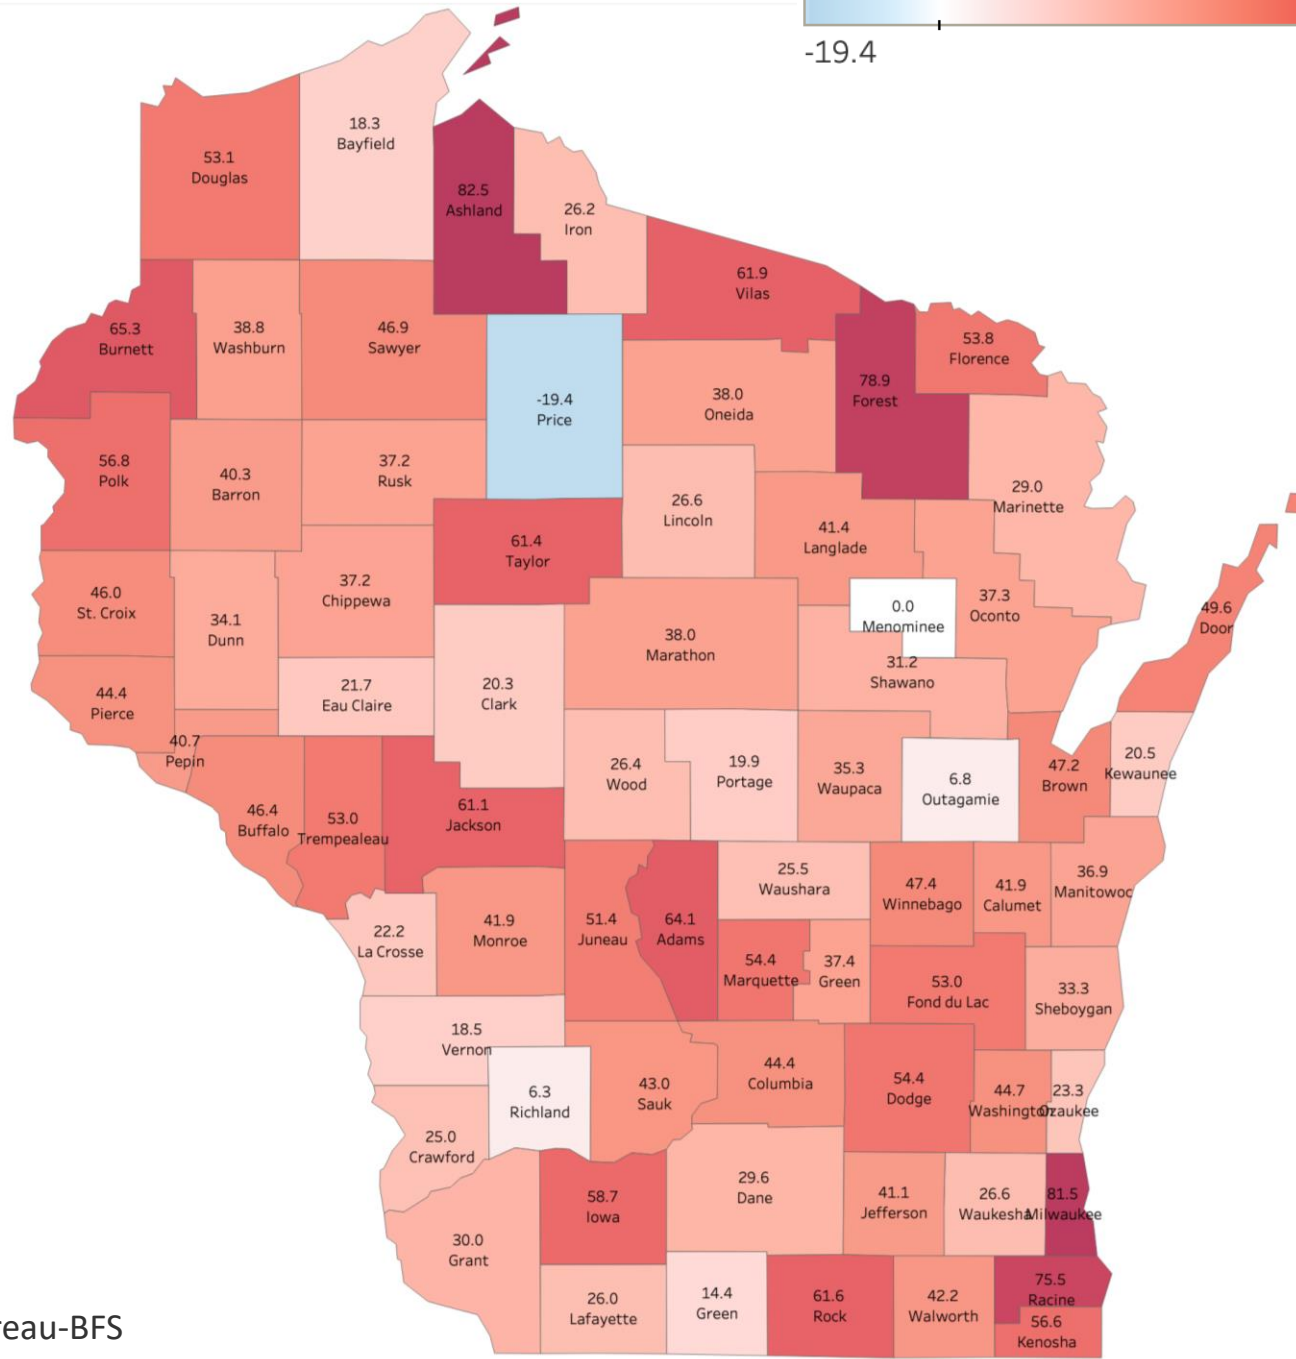 -19.4
18.3
Bayfield
53.1
Douglas
82.5
Ashland
26.2
Iron
61.9
Vilas
65.3
Burnett
38.8
Washburn
46.9
Sawyer
53.8
Florence
-19.4
Price
38.0
Oneida
78.9
Forest
56.8
Polk
40.3
Barron
37.2
Rusk
26.6
Lincoln
29.0
Marinette
61.4
Taylor
41.4
Langlade
46.0
St. Croix
34.1
Dunn
37.2
Chippewa
0.0
Menominee
37.3
Oconto
49.6
Door
38.0
Marathon
31.2
Shawano
44.4
Pierce
21.7
Eau Claire
20.3
Clark
40.7
Pepin
26.4
Wood
19.9
Portage
35.3
Waupaca
6.8
Outagamie
47.2
Brown
20.5
Kewaunee
46.4
Buffalo
53.0
Trempealeau
61.1
Jackson
25.5
Waushara
47.4
Winnebago
41.9
Calumet
36.9
Manitowoc
22.2
La Crosse
41.9
Monroe
51.4
Juneau
64.1
Adams
54.4
Marquette
37.4
Green
53.0
Fond du Lac
33.3
Sheboygan
18.5
Vernon
6.3
Richland
43.0
Sauk
44.4
Columbia
54.4
Dodge
44.7
Washington
23.3
Ozaukee
25.0
Crawford
58.7
Iowa
29.6
Dane
41.1
Jefferson
26.6
Waukesha
81.5
Milwaukee
30.0
Grant
26.0
Lafayette
14.4
Green
61.6
Rock
42.2
Walworth
75.5
Racine
56.6
Kenosha
reau-BFS